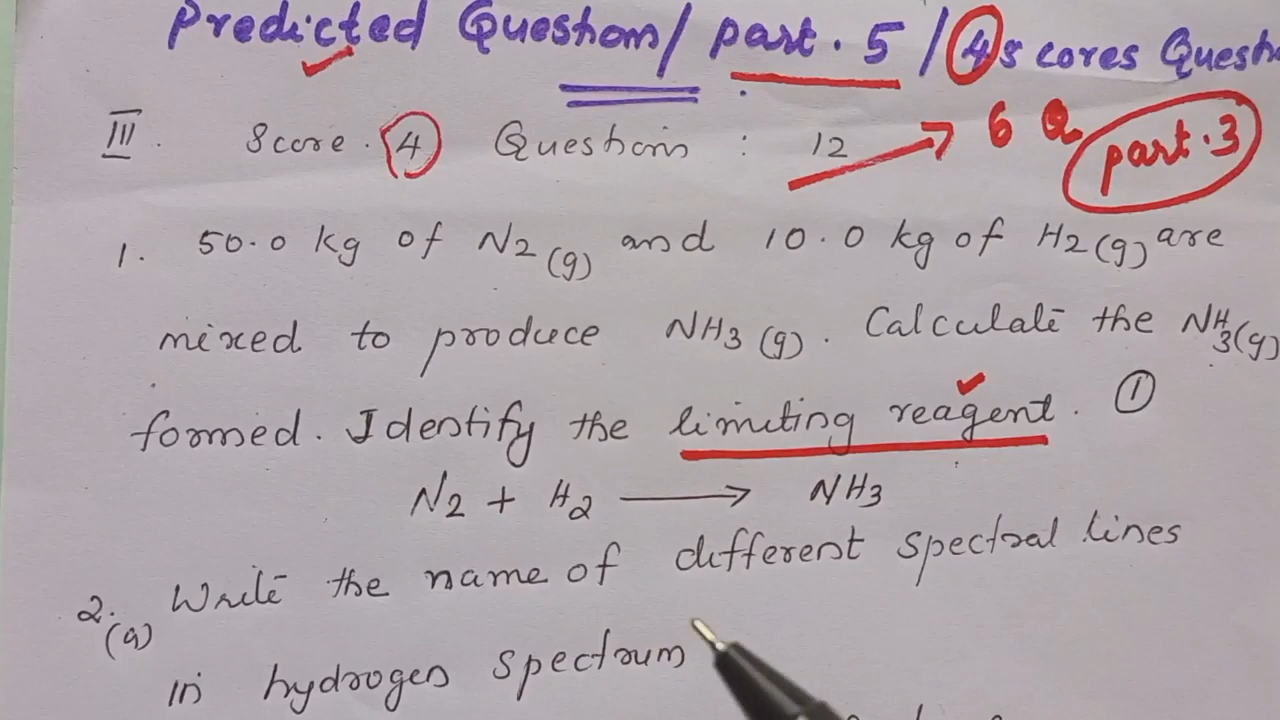 Predicted Question/ part. 5 / 4 scores Questi
III. Score. 4 Questions : 12 → 6 Q part.3
1. 50.0 kg of N2(g) and 10.0 kg of H2(g) are
mixed to produce NH3(g). Calculate the NH3(g)
formed. Identify the limiting reagent. ①
N2 + H2 → NH3
2.(a) Write the name of different spectral lines
in hydrogen spectrum